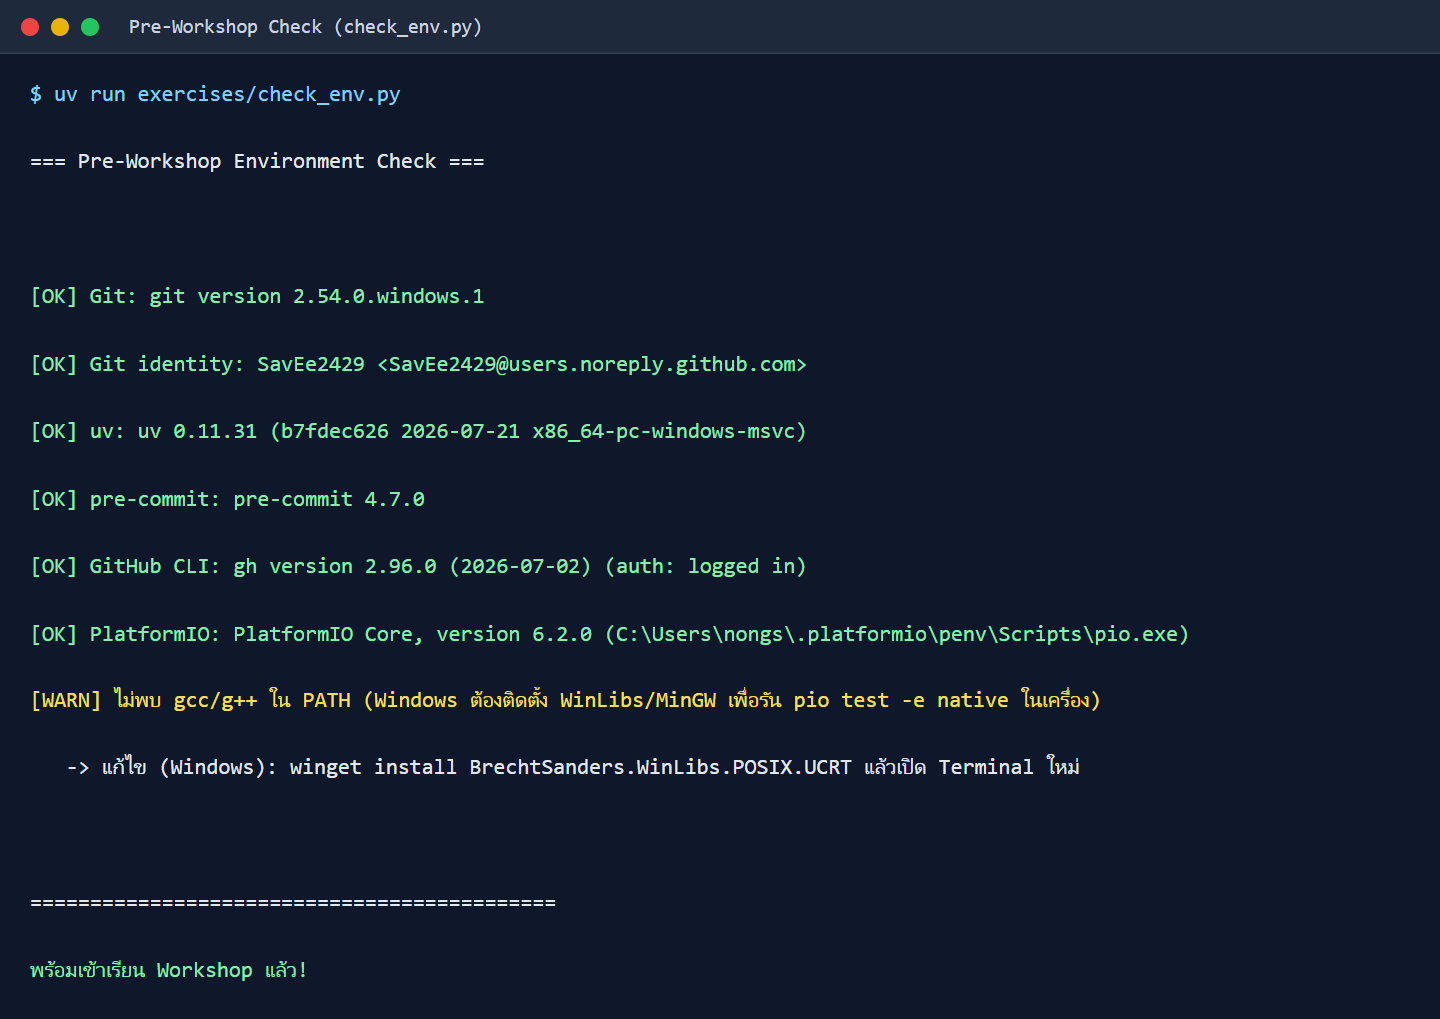 Pre-Workshop Check (check_env.py)
$ uv run exercises/check_env.py
=== Pre-Workshop Environment Check ===
[OK] Git: git version 2.54.0.windows.1
[OK] Git identity: SavEe2429 <SavEe2429@users.noreply.github.com>
[OK] uv: uv 0.11.31 (b7fdec626 2026-07-21 x86_64-pc-windows-msvc)
[OK] pre-commit: pre-commit 4.7.0
[OK] GitHub CLI: gh version 2.96.0 (2026-07-02) (auth: logged in)
[OK] PlatformIO: PlatformIO Core, version 6.2.0 (C:\Users\nongs\.platformio\penv\Scripts\pio.exe)
[WARN] ไม่พบ gcc/g++ ใน PATH (Windows ต้องติดตั้ง WinLibs/MinGW เพื่อรัน pio test -e native ในเครื่อง)
-> แก้ไข (Windows): winget install BrechtSanders.WinLibs.POSIX.UCRT แล้วเปิด Terminal ใหม่
============================================
พร้อมเข้าเรียน Workshop แล้ว!